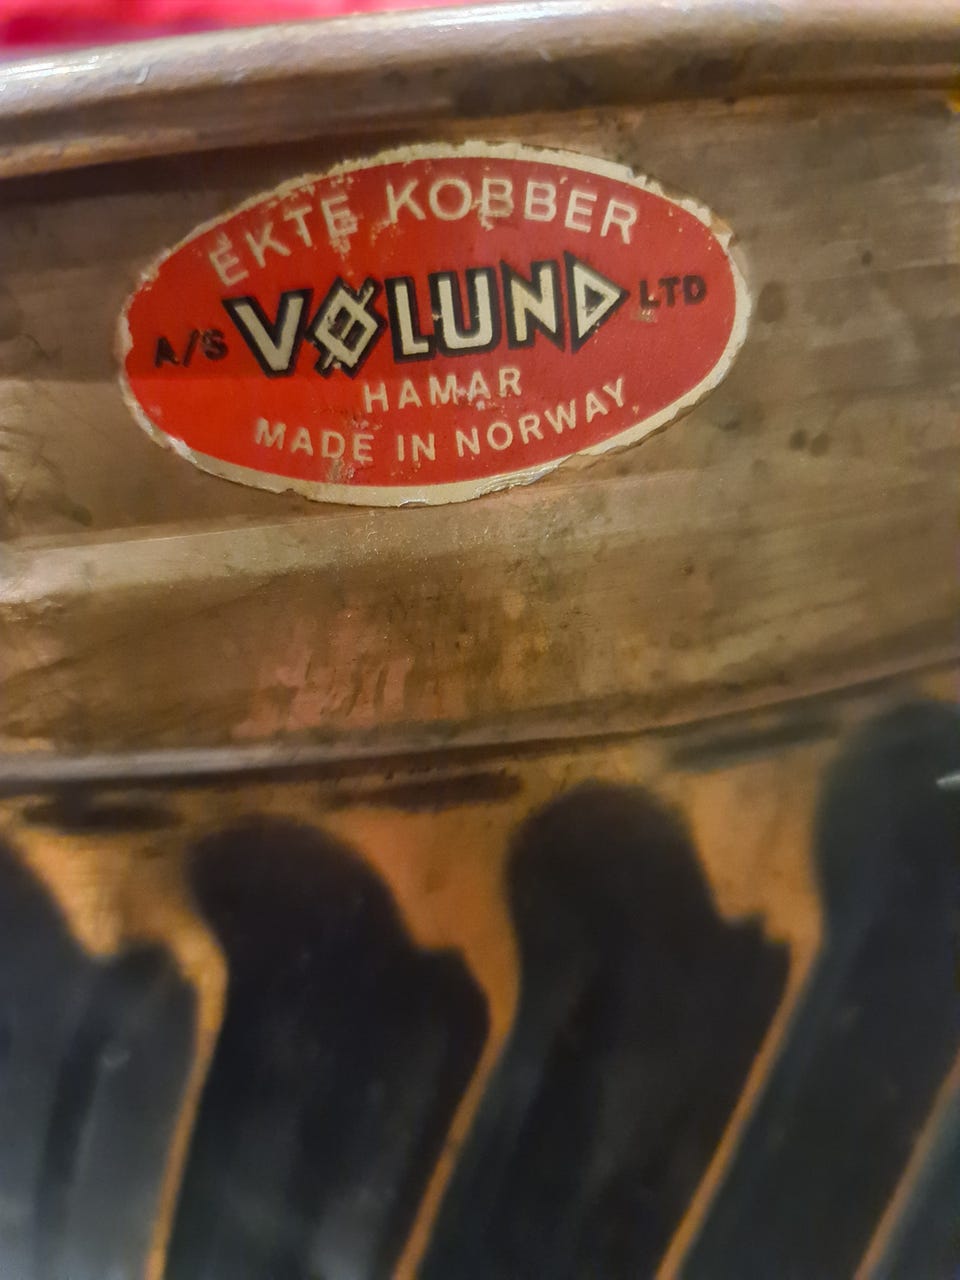 EKTE KOBBER
A/S VØLUND LTD
HAMAR
MADE IN NORWAY